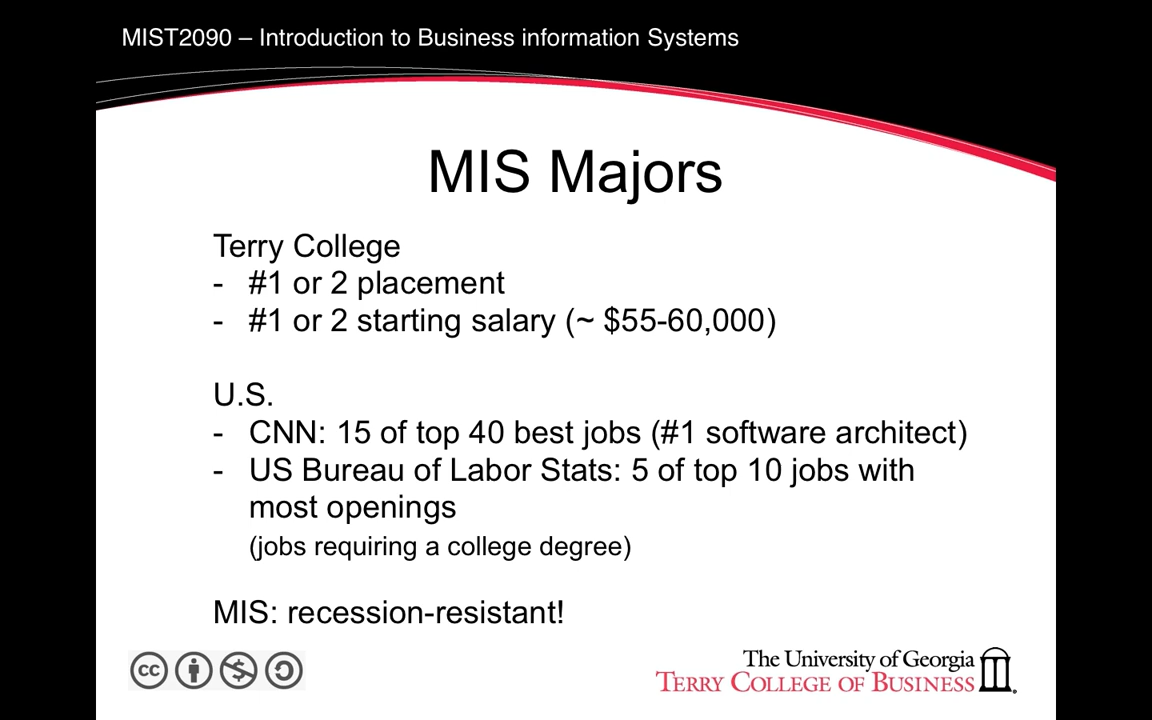 MIST2090 – Introduction to Business information Systems
MIS Majors
Terry College
- #1 or 2 placement
- #1 or 2 starting salary (~ $55-60,000)
U.S.
- CNN: 15 of top 40 best jobs (#1 software architect)
- US Bureau of Labor Stats: 5 of top 10 jobs with
most openings
(jobs requiring a college degree)
MIS: recession-resistant!
cc
The University of Georgia
TERRY COLLEGE OF BUSINESS